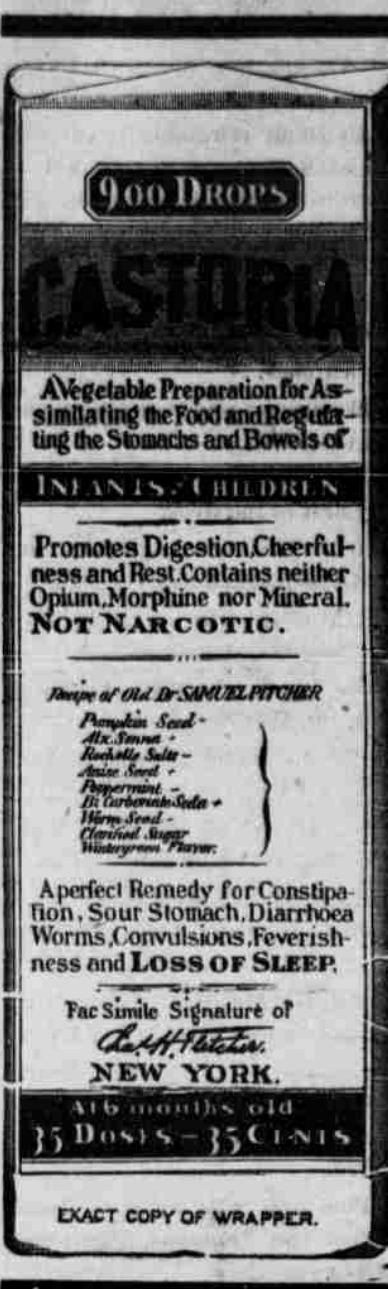 900 DROPS
CASTORIA
A Vegetable Preparation for As-
similating the Food and Regula-
ting the Stomachs and Bowels of
INFANTS / CHILDREN
Promotes Digestion, Cheerful-
ness and Rest. Contains neither
Opium, Morphine nor Mineral.
NOT NARCOTIC.
Recipe of Old Dr SAMUEL PITCHER
Pumpkin Seed -
Alx. Senna +
Rochelle Salts -
Anise Seed +
Peppermint -
Bi Carbonate Soda +
Worm Seed -
Clarified Sugar
Wintergreen Flavor.
A perfect Remedy for Constipa-
tion, Sour Stomach, Diarrhoea
Worms, Convulsions, Feverish-
ness and LOSS OF SLEEP.
Fac Simile Signature of
Chas. H. Fletcher.
NEW YORK.
At 6 months old
35 DOSES – 35 CENTS
EXACT COPY OF WRAPPER.